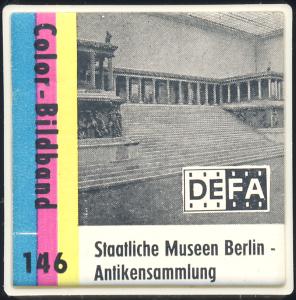 Color-Bildband
DEFA
146
Staatliche Museen Berlin -
Antikensammlung